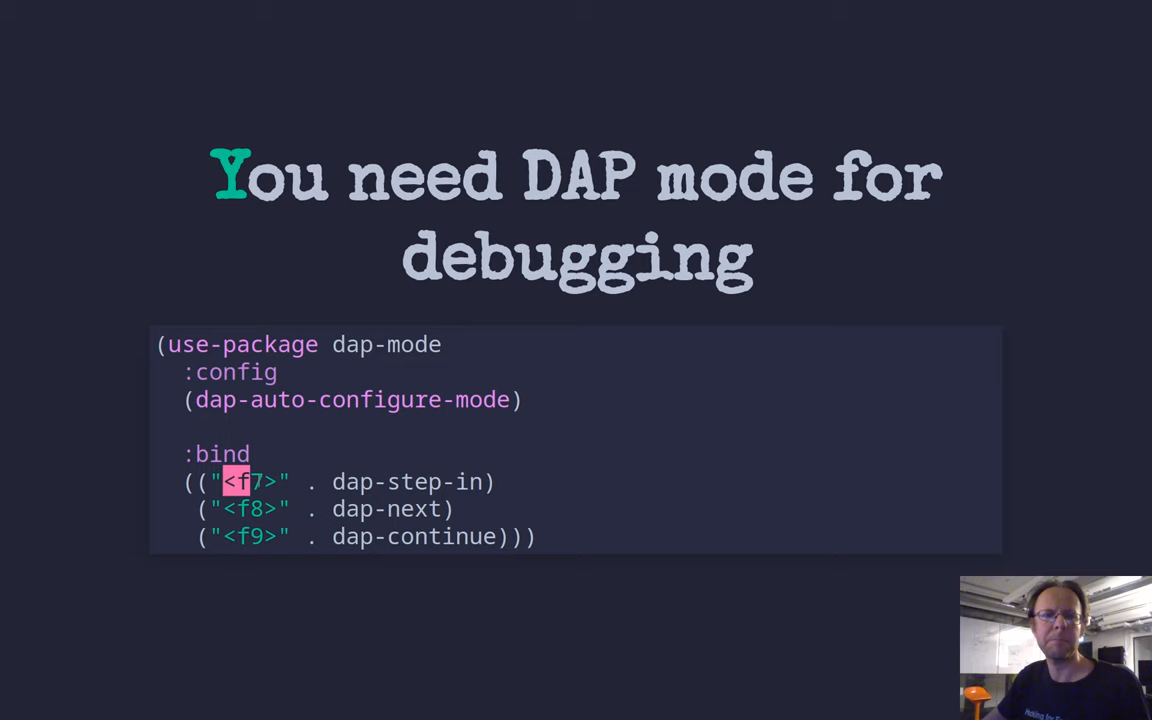 You need DAP mode for
debugging
(use-package dap-mode
:config
(dap-auto-configure-mode)
:bind
(("<f7>" . dap-step-in)
("<f8>" . dap-next)
("<f9>" . dap-continue)))